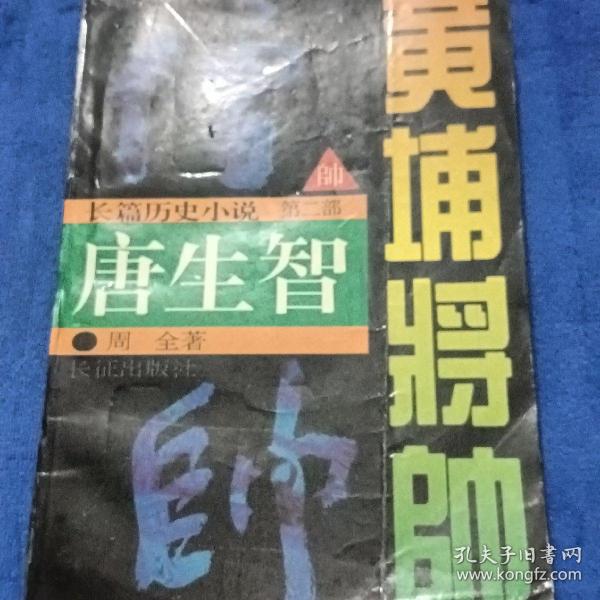 黄埔將帥
帥
长篇历史小说 第二部
唐生智
周 全著
长征出版社
帥
孔夫子旧书网
www.kongfz.com